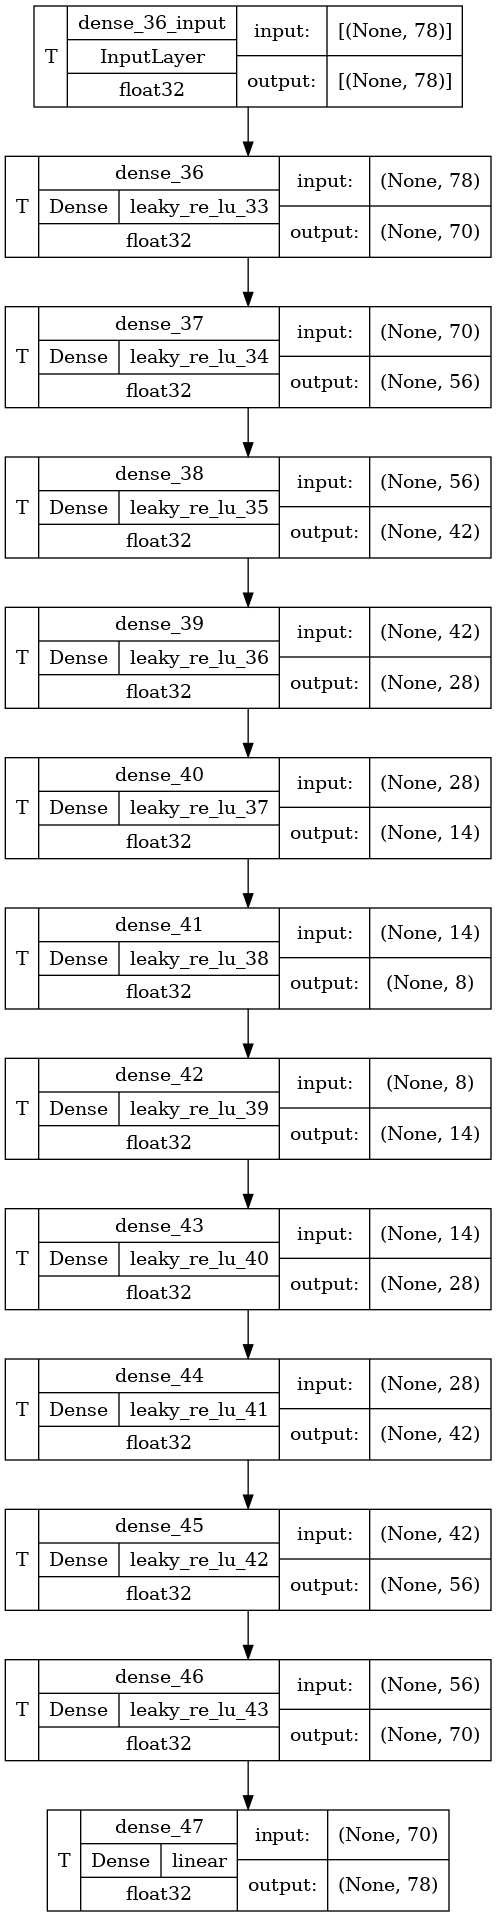 T dense_36_input input: [(None, 78)]
InputLayer
float32 output: [(None, 78)]
T dense_36 input: (None, 78)
Dense leaky_re_lu_33
float32 output: (None, 70)
T dense_37 input: (None, 70)
Dense leaky_re_lu_34
float32 output: (None, 56)
T dense_38 input: (None, 56)
Dense leaky_re_lu_35
float32 output: (None, 42)
T dense_39 input: (None, 42)
Dense leaky_re_lu_36
float32 output: (None, 28)
T dense_40 input: (None, 28)
Dense leaky_re_lu_37
float32 output: (None, 14)
T dense_41 input: (None, 14)
Dense leaky_re_lu_38
float32 output: (None, 8)
T dense_42 input: (None, 8)
Dense leaky_re_lu_39
float32 output: (None, 14)
T dense_43 input: (None, 14)
Dense leaky_re_lu_40
float32 output: (None, 28)
T dense_44 input: (None, 28)
Dense leaky_re_lu_41
float32 output: (None, 42)
T dense_45 input: (None, 42)
Dense leaky_re_lu_42
float32 output: (None, 56)
T dense_46 input: (None, 56)
Dense leaky_re_lu_43
float32 output: (None, 70)
T dense_47 input: (None, 70)
Dense linear
float32 output: (None, 78)